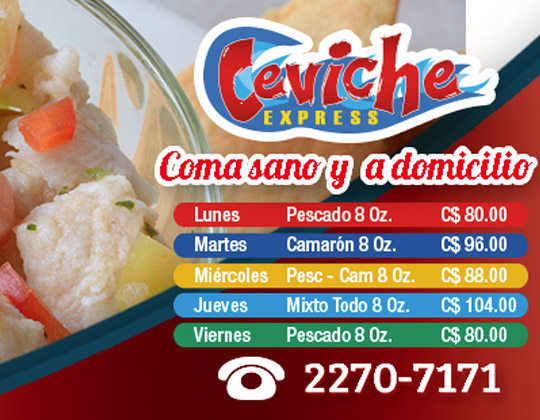 Ceviche
EXPRESS
Coma sano y a domicilio
Lunes Pescado 8 Oz. C$ 80.00
Martes Camarón 8 Oz. C$ 96.00
Miércoles Pesc - Cam 8 Oz. C$ 88.00
Jueves Mixto Todo 8 Oz. C$ 104.00
Viernes Pescado 8 Oz. C$ 80.00
2270-7171